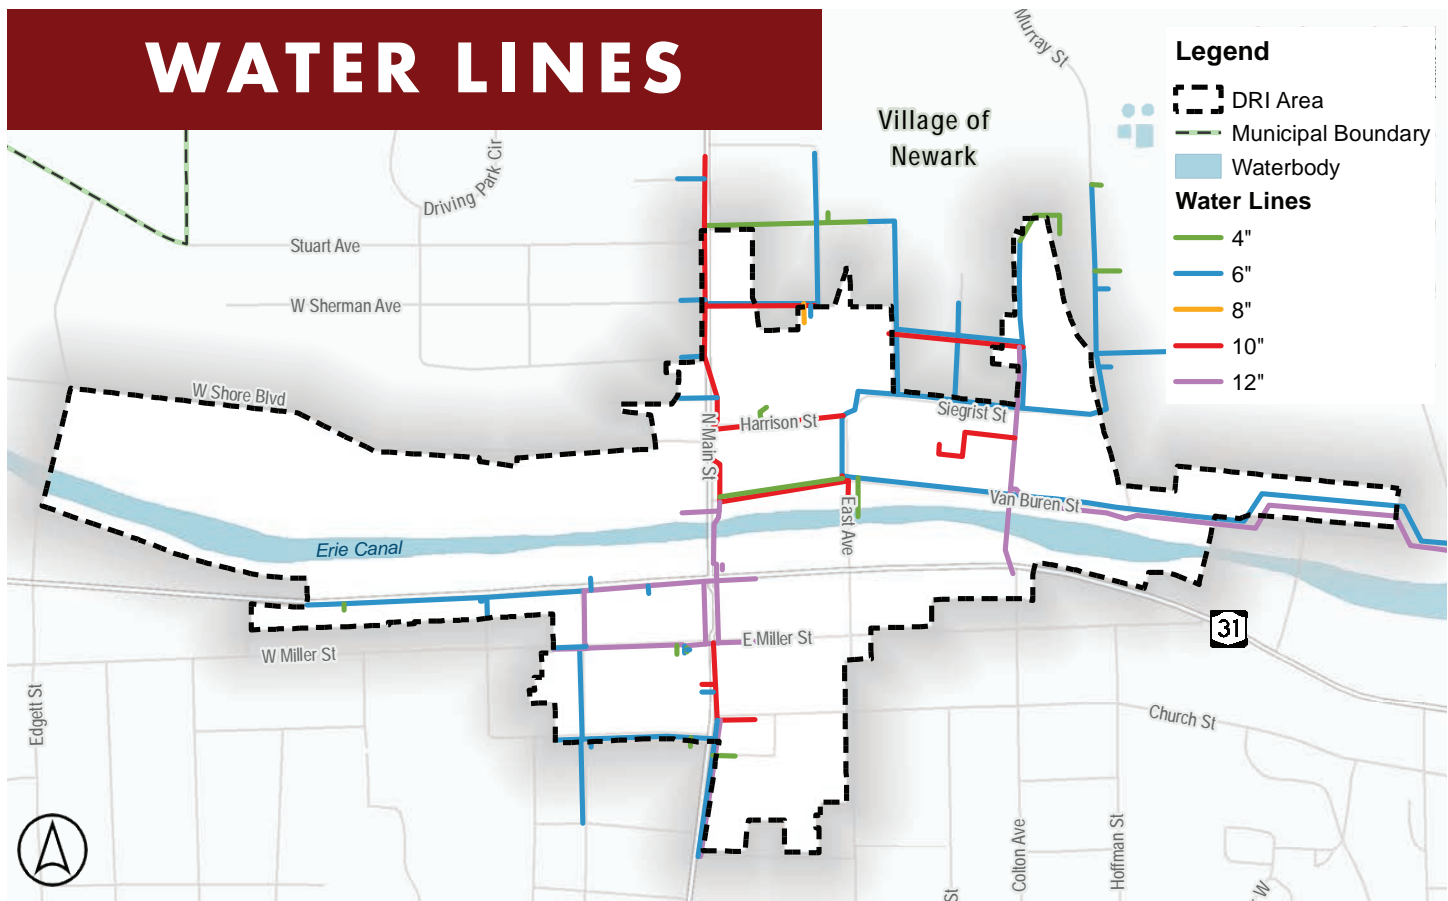 WATER LINES
Murray St
Village of
Newark
Legend
DRI Area
Municipal Boundary
Waterbody
Water Lines
4"
6"
8"
10"
12"
Driving Park Cir
Stuart Ave
W Sherman Ave
W Shore Blvd
N Main St
Harrison St
Siegrist St
Van Buren St
East Ave
Erie Canal
E Miller St
W Miller St
31
Edgett St
Church St
Colton Ave
Hoffman St
St
W